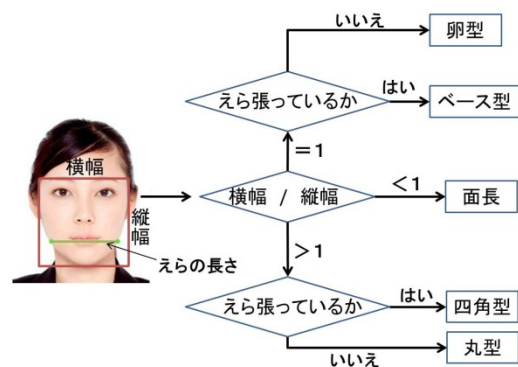 いいえ
卵型
えら張っているか
はい
ベース型
横幅
=1
縦幅
横幅 / 縦幅
<1
面長
えらの長さ
>1
えら張っているか
はい
四角型
いいえ
丸型